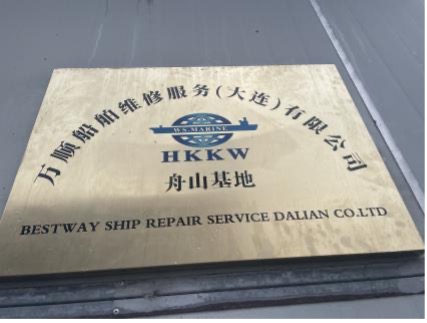 万顺船舶维修服务(大连)有限公司
WS.MARINE
HKKW
舟山基地
BESTWAY SHIP REPAIR SERVICE DALIAN CO.LTD